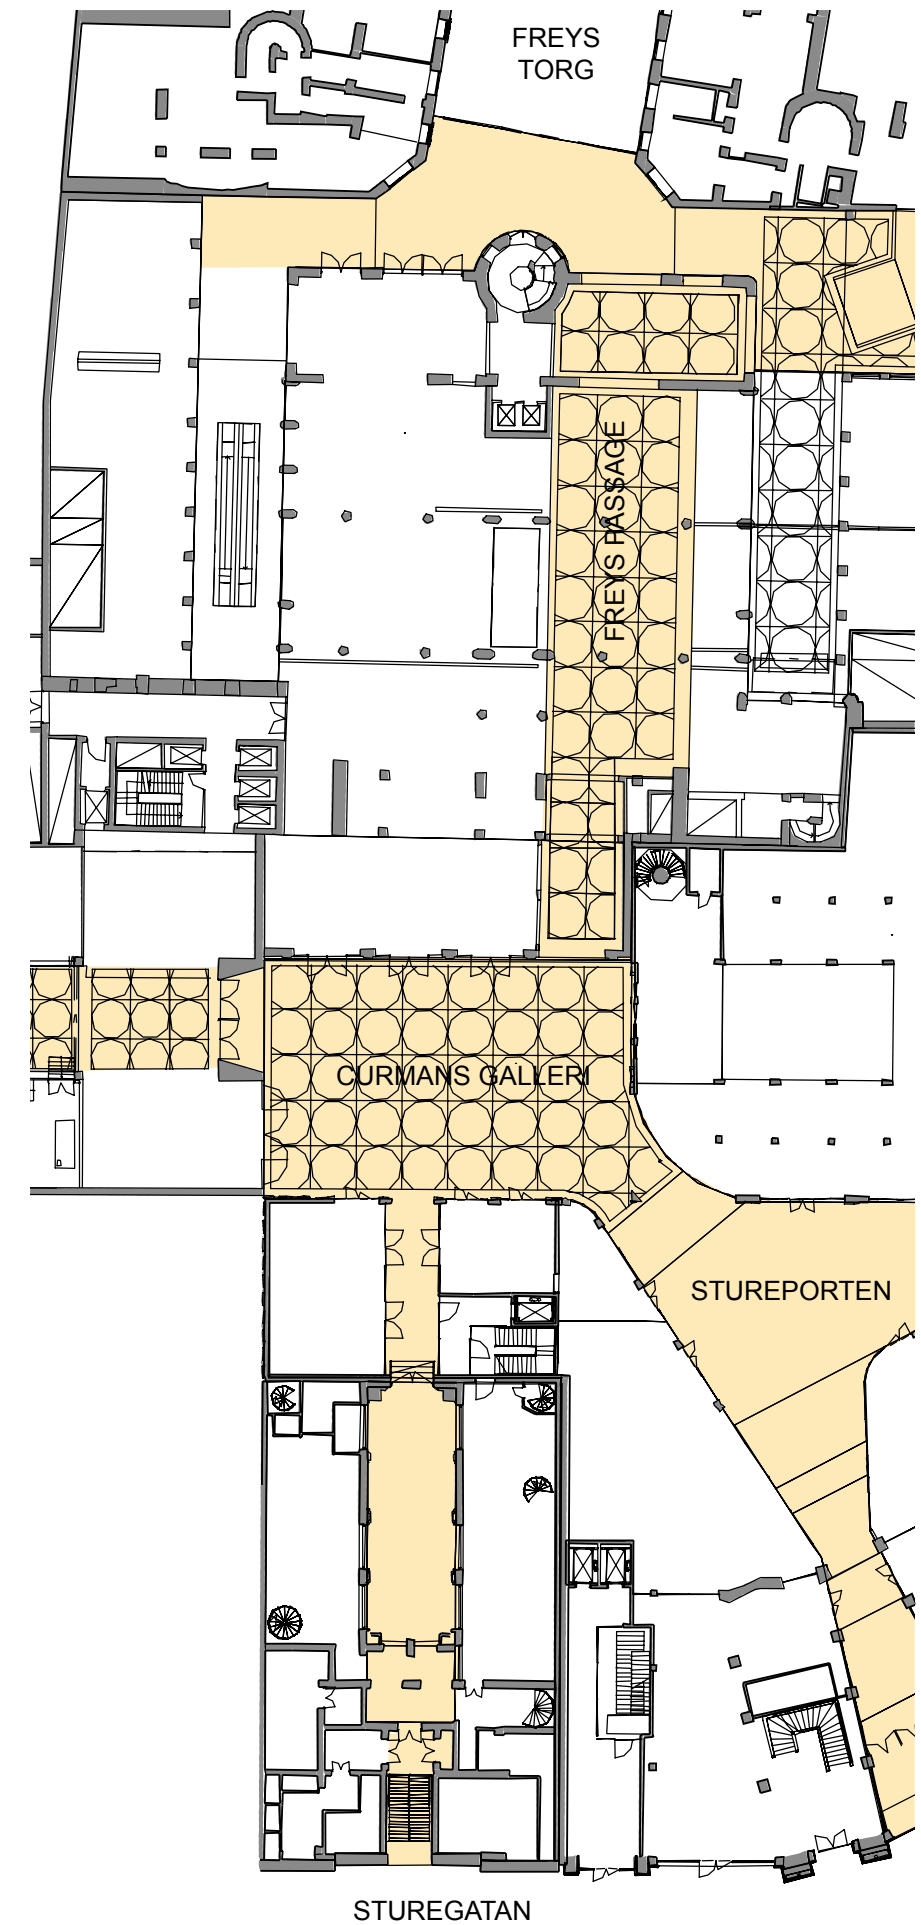 FREYS
TORG
FREYS PASSAGE
CURMANS GALLERI
STUREPORTEN
STUREGATAN